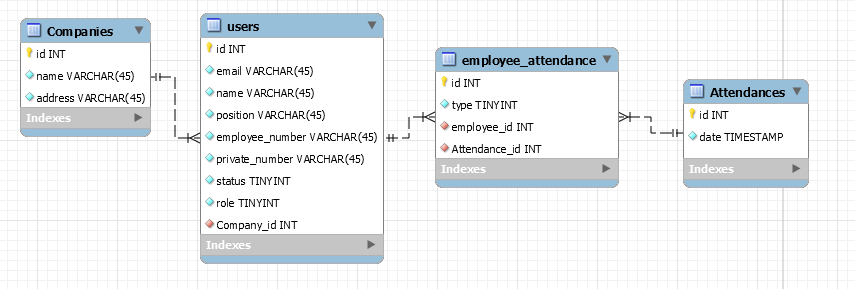 Companies
id INT
name VARCHAR(45)
address VARCHAR(45)
Indexes
users
id INT
email VARCHAR(45)
name VARCHAR(45)
position VARCHAR(45)
employee_number VARCHAR(45)
private_number VARCHAR(45)
status TINYINT
role TINYINT
Company_id INT
Indexes
employee_attendance
id INT
type TINYINT
employee_id INT
Attendance_id INT
Indexes
Attendances
id INT
date TIMESTAMP
Indexes